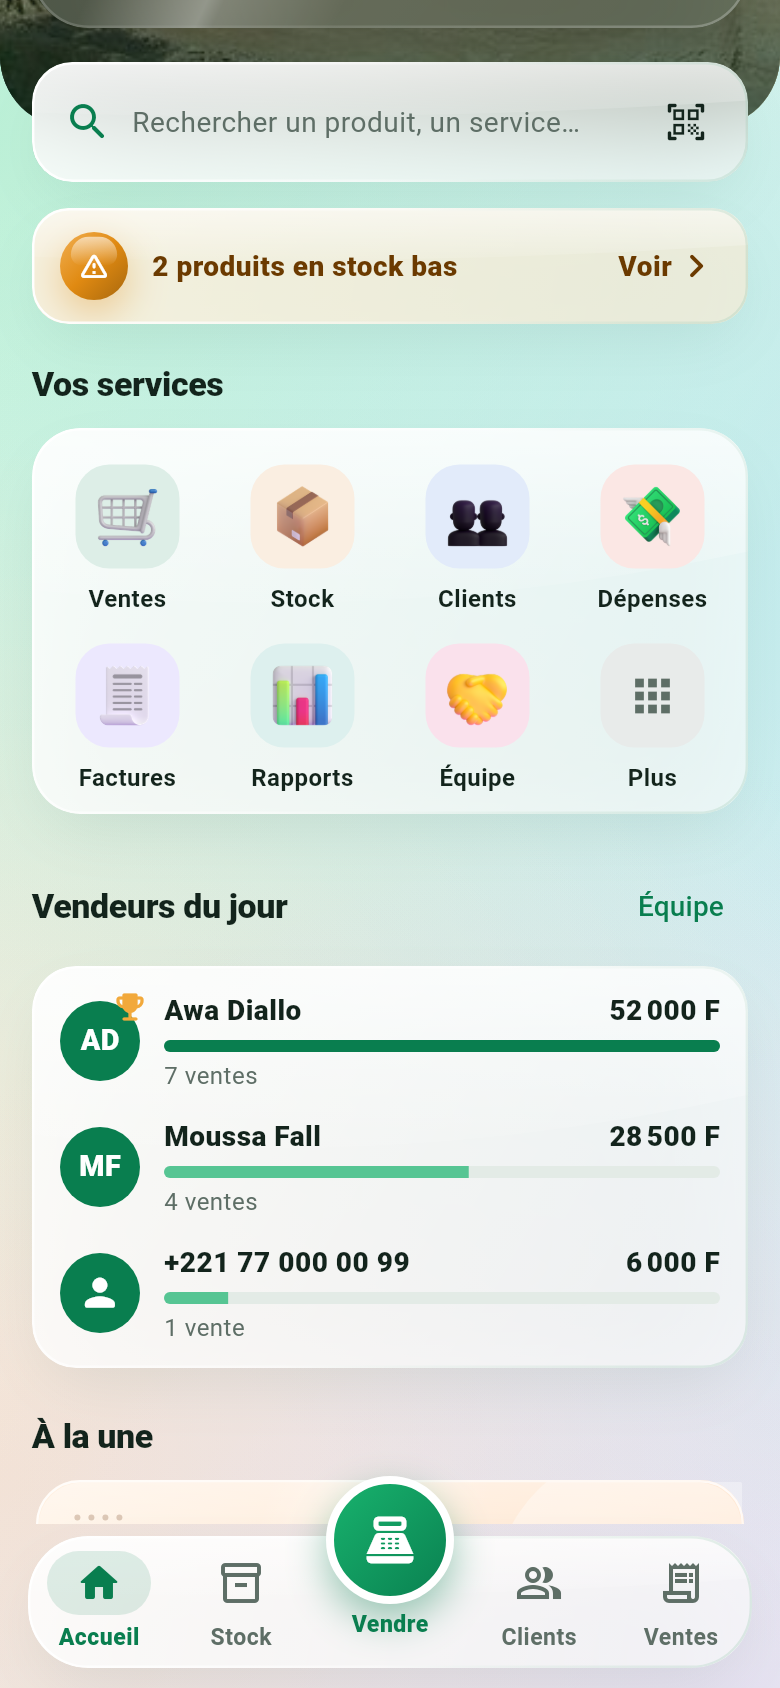 Rechercher un produit, un service…
2 produits en stock bas Voir
Vos services
Ventes Stock Clients Dépenses
Factures Rapports Équipe Plus
Vendeurs du jour Équipe
Awa Diallo 52 000 F
AD
7 ventes
Moussa Fall 28 500 F
MF
4 ventes
+221 77 000 00 99 6 000 F
1 vente
À la une
Accueil Stock Vendre Clients Ventes